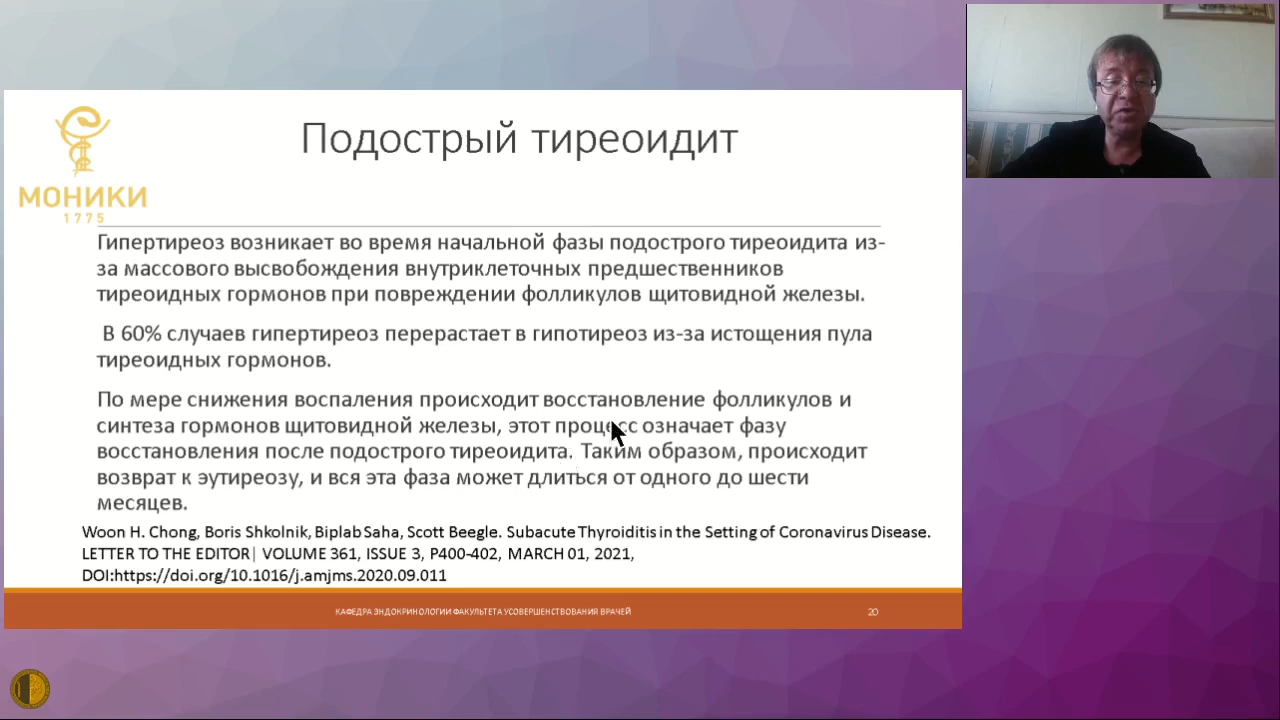 МОНИКИ
1775
Подострый тиреоидит
Гипертиреоз возникает во время начальной фазы подострого тиреоидита из-
за массового высвобождения внутриклеточных предшественников
тиреоидных гормонов при повреждении фолликулов щитовидной железы.
В 60% случаев гипертиреоз перерастает в гипотиреоз из-за истощения пула
тиреоидных гормонов.
По мере снижения воспаления происходит восстановление фолликулов и
синтеза гормонов щитовидной железы, этот процесс означает фазу
восстановления после подострого тиреоидита. Таким образом, происходит
возврат к эутиреозу, и вся эта фаза может длиться от одного до шести
месяцев.
Woon H. Chong, Boris Shkolnik, Biplab Saha, Scott Beegle. Subacute Thyroiditis in the Setting of Coronavirus Disease.
LETTER TO THE EDITOR| VOLUME 361, ISSUE 3, P400-402, MARCH 01, 2021,
DOI:https://doi.org/10.1016/j.amjms.2020.09.011
КАФЕДРА ЭНДОКРИНОЛОГИИ ФАКУЛЬТЕТА УСОВЕРШЕНСТВОВАНИЯ ВРАЧЕЙ
20